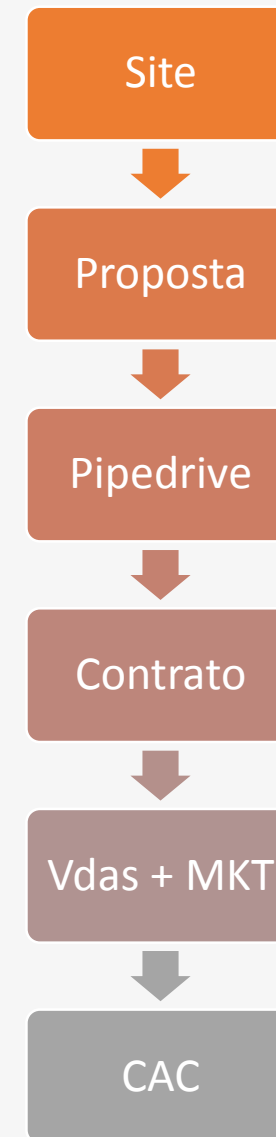 Site
Proposta
Pipedrive
Contrato
Vdas + MKT
CAC